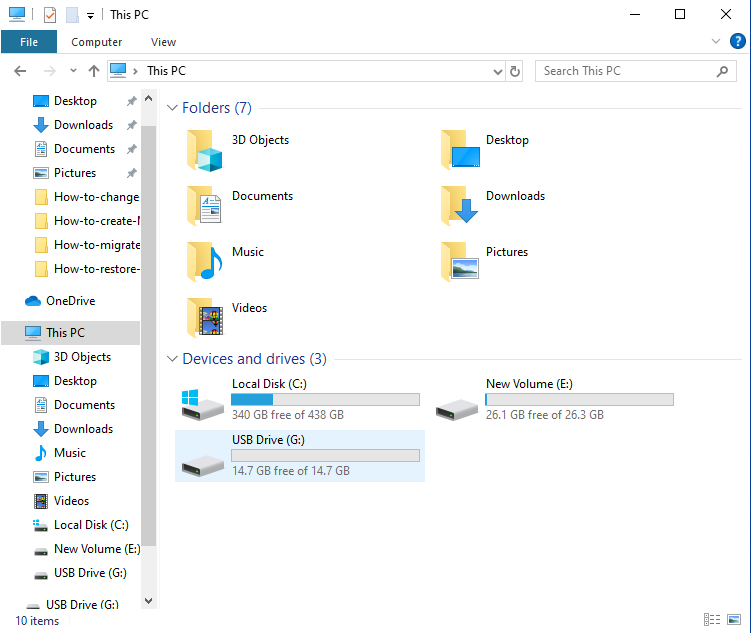 This PC
File Computer View
This PC
Search This PC
Desktop
Downloads
Documents
Pictures
How-to-change
How-to-create-
How-to-migrate
How-to-restore-
OneDrive
This PC
3D Objects
Desktop
Documents
Downloads
Music
Pictures
Videos
Local Disk (C:)
New Volume (E:)
USB Drive (G:)
USB Drive (G:)
Folders (7)
3D Objects
Desktop
Documents
Downloads
Music
Pictures
Videos
Devices and drives (3)
Local Disk (C:)
340 GB free of 438 GB
New Volume (E:)
26.1 GB free of 26.3 GB
USB Drive (G:)
14.7 GB free of 14.7 GB
10 items